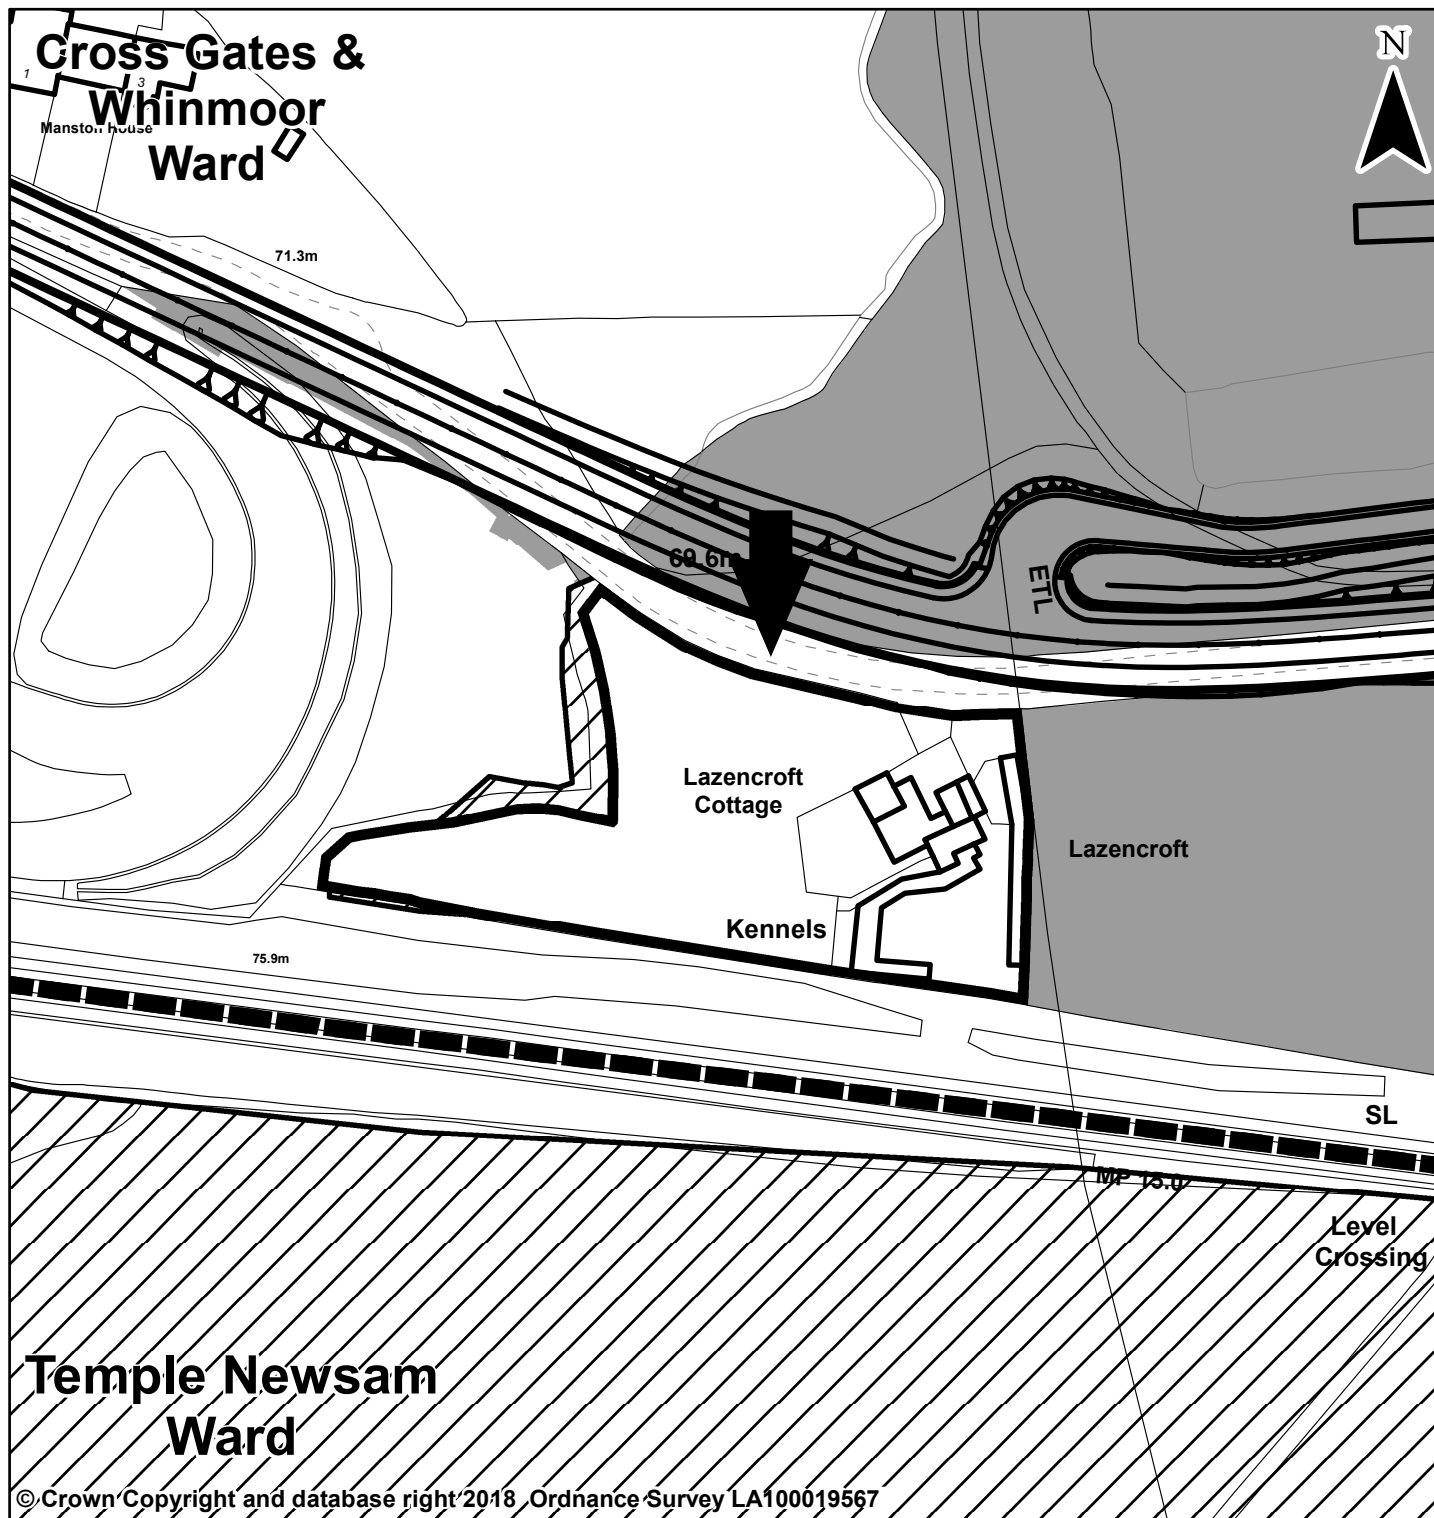 Cross Gates &
Whinmoor
Ward
N
1
3
Manston House
71.3m
69.6m
ETL
Lazencroft
Cottage
Lazencroft
Kennels
75.9m
SL
MP 15.0
Level
Crossing
Temple Newsam
Ward
© Crown Copyright and database right 2018 Ordnance Survey LA100019567